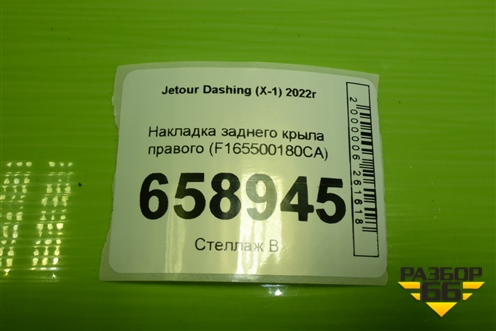 Jetour Dashing (X-1) 2022г
Накладка заднего крыла
правого (F165500180CA)
658945
Стеллаж В
2000006261618
РАЗБОР
66